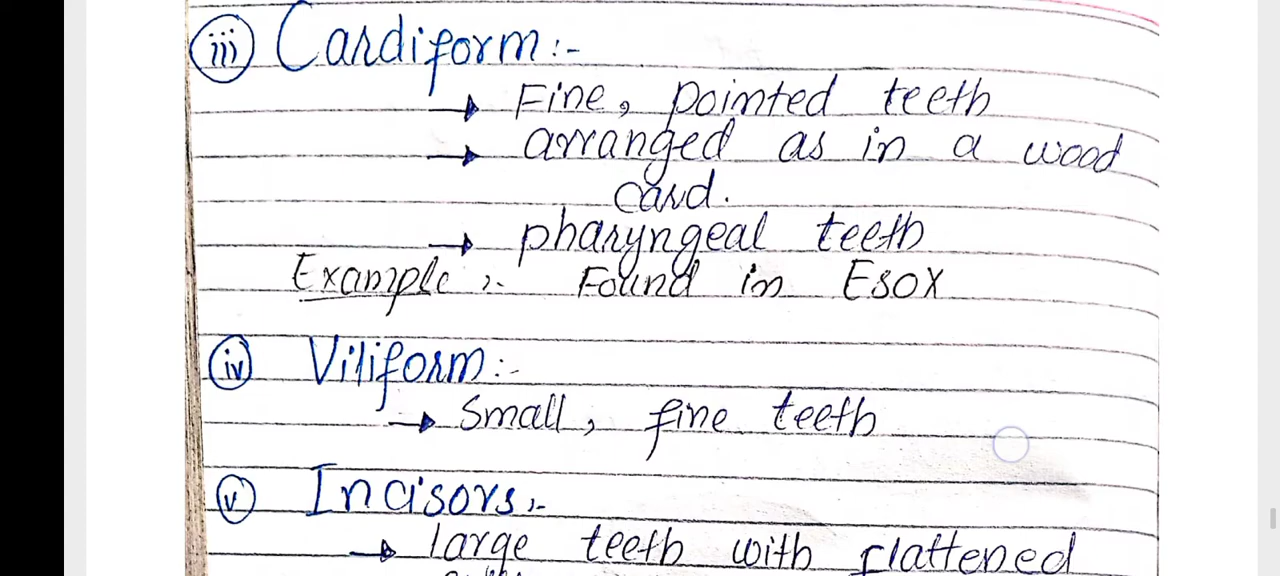 iii Cardiform :-
→ Fine, pointed teeth
→ arranged as in a wood
card.
→ pharyngeal teeth
Example :- Found in Esox
iv Viliform :-
→ Small, fine teeth
v Incisors :-
→ large teeth with flattened